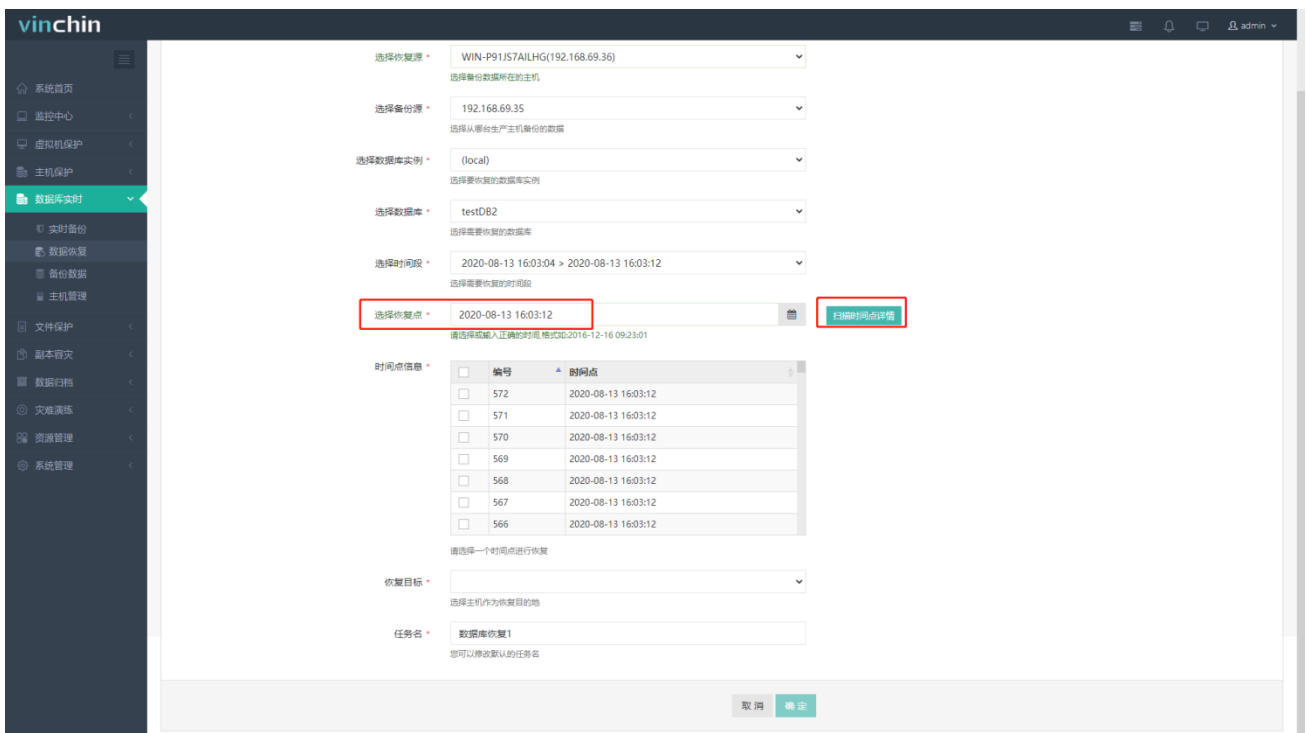 vinchin
admin
系统首页
监控中心
虚拟机保护
主机保护
数据库实时
实时备份
数据恢复
备份数据
主机管理
文件保护
副本容灾
数据归档
灾难演练
资源管理
系统管理
选择恢复源 * WIN-P91JS7AILHG(192.168.69.36)
选择备份数据所在的主机
选择备份源 * 192.168.69.35
选择从哪台生产主机备份的数据
选择数据库实例 * (local)
选择要恢复的数据库实例
选择数据库 * testDB2
选择需要恢复的数据库
选择时间段 * 2020-08-13 16:03:04 > 2020-08-13 16:03:12
选择需要恢复的时间段
选择恢复点 * 2020-08-13 16:03:12 扫描时间点详情
请选择或输入正确的时间,格式如:2016-12-16 09:23:01
时间点信息 * 编号 时间点
572 2020-08-13 16:03:12
571 2020-08-13 16:03:12
570 2020-08-13 16:03:12
569 2020-08-13 16:03:12
568 2020-08-13 16:03:12
567 2020-08-13 16:03:12
566 2020-08-13 16:03:12
请选择一个时间点进行恢复
恢复目标 *
选择主机作为恢复目的地
任务名 * 数据库恢复1
您可以修改默认的任务名
取消 确定